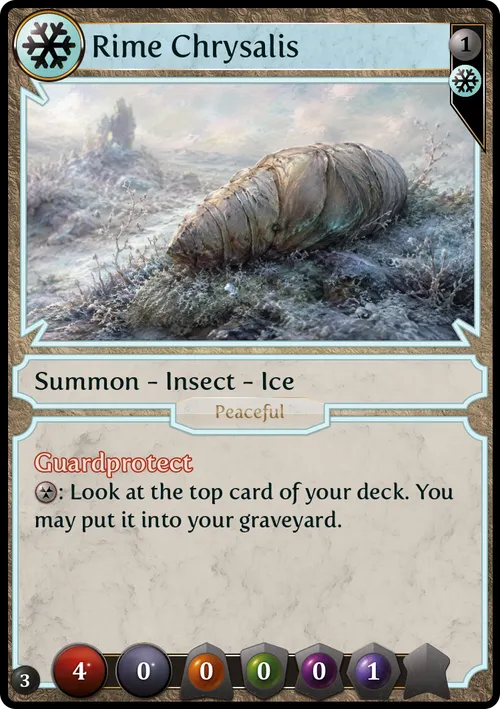 Rime Chrysalis
1
Summon - Insect - Ice
Peaceful
Guardprotect
: Look at the top card of your deck. You
may put it into your graveyard.
3 4* 0* 0 0 0 1